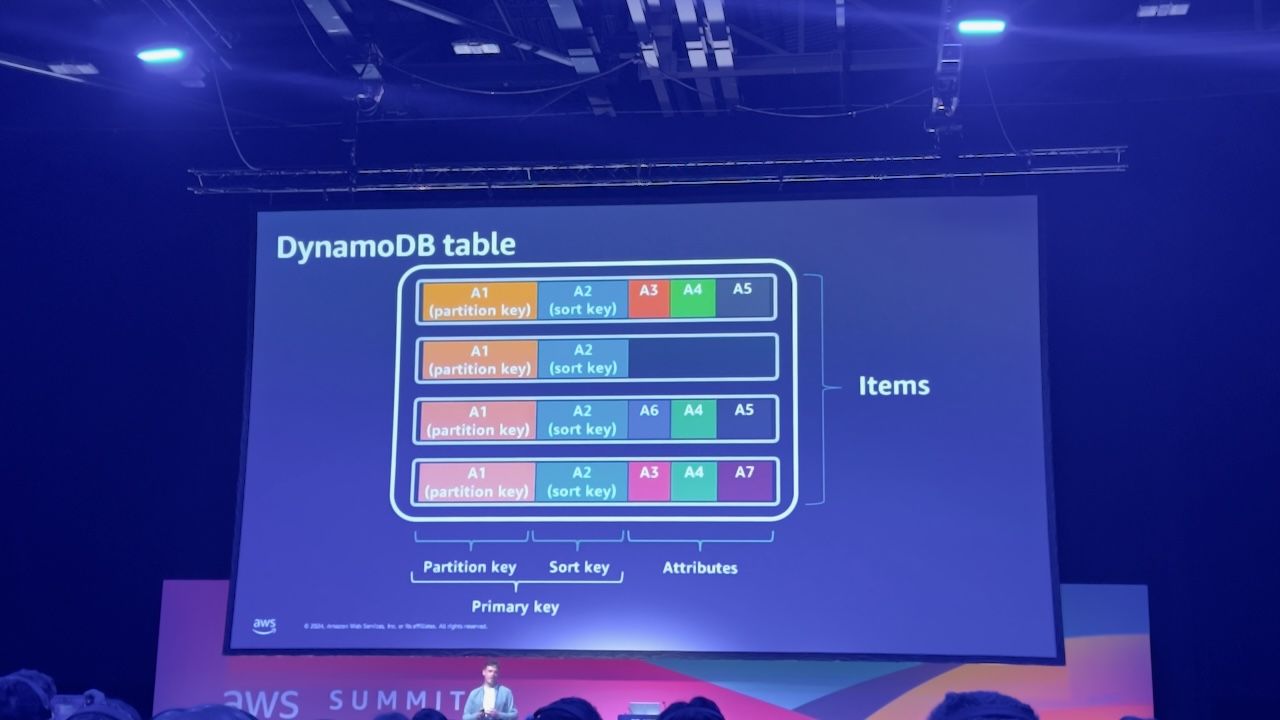 DynamoDB table
A1 A2 A3 A4 A5
(partition key) (sort key)
A1 A2
(partition key) (sort key)
A1 A2 A6 A4 A5
(partition key) (sort key)
A1 A2 A3 A4 A7
(partition key) (sort key)
Items
Partition key Sort key Attributes
Primary key
aws
© 2024, Amazon Web Services, Inc. or its affiliates. All rights reserved.
aws SUMMIT